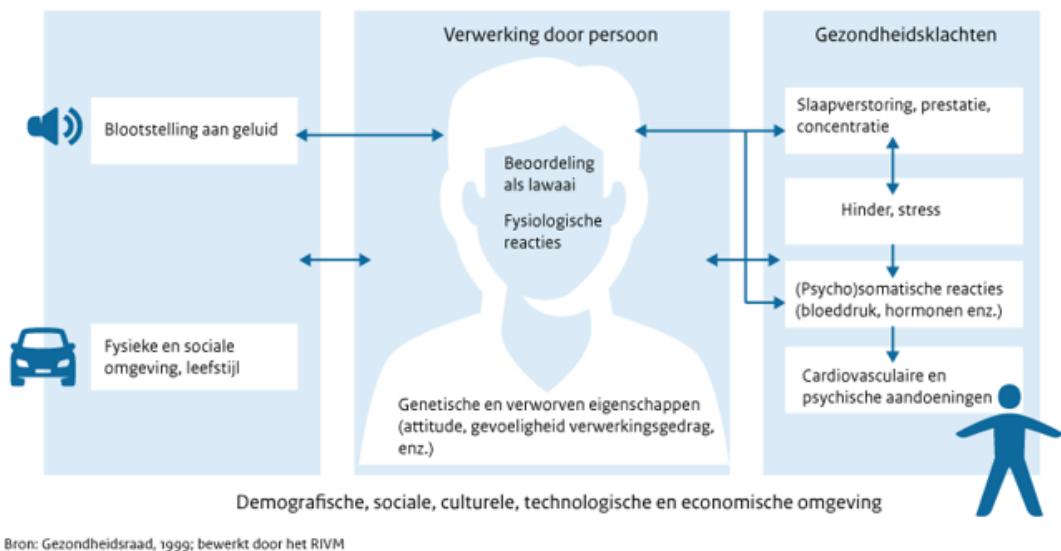 Verwerking door persoon
Gezondheidsklachten
Blootstelling aan geluid
Fysieke en sociale
omgeving, leefstijl
Beoordeling
als lawaai
Fysiologische
reacties
Genetische en verworven eigenschappen
(attitude, gevoeligheid verwerkingsgedrag,
enz.)
Slaapverstoring, prestatie,
concentratie
Hinder, stress
(Psycho)somatische reacties
(bloeddruk, hormonen enz.)
Cardiovasculaire en
psychische aandoeningen
Demografische, sociale, culturele, technologische en economische omgeving
Bron: Gezondheidsraad, 1999; bewerkt door het RIVM